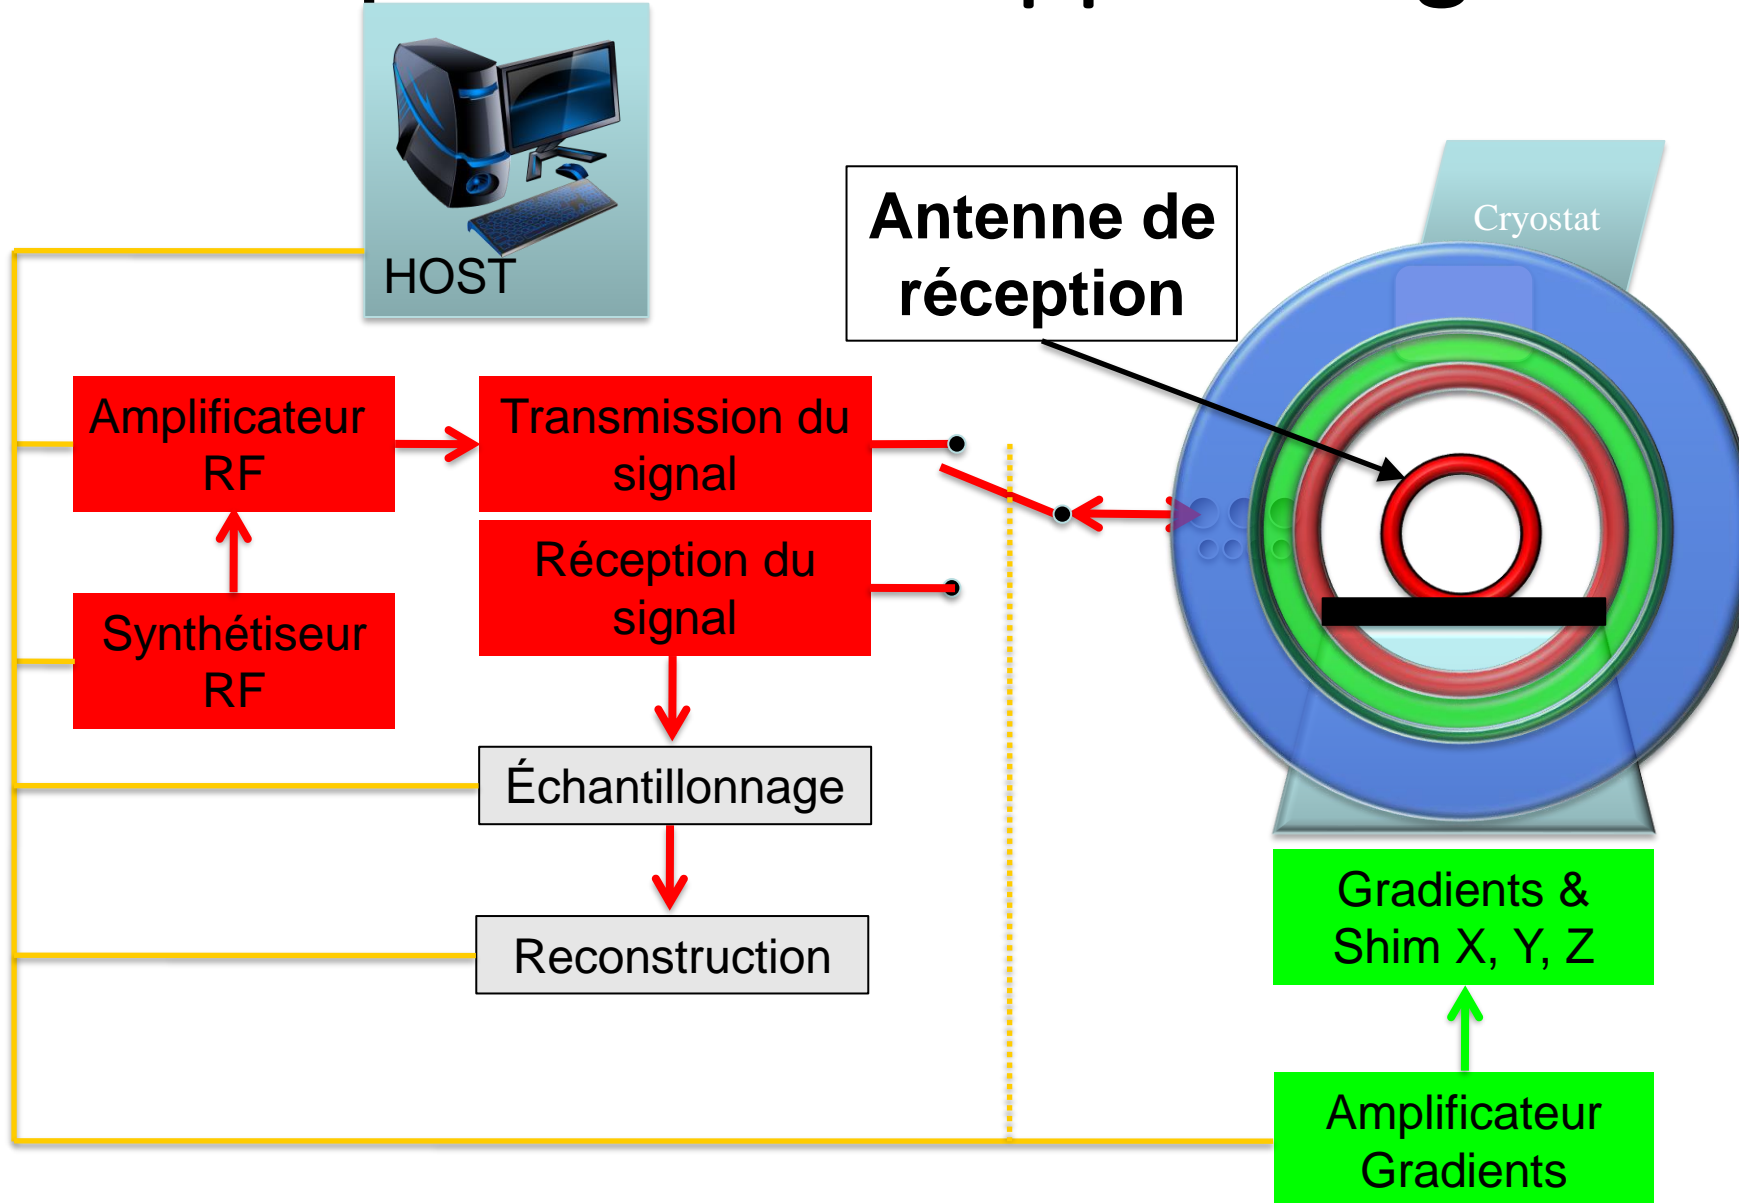 HOST
Antenne de
réception
Cryostat
Amplificateur
RF
Transmission du
signal
Réception du
signal
Synthétiseur
RF
Échantillonnage
Reconstruction
Gradients &
Shim X, Y, Z
Amplificateur
Gradients